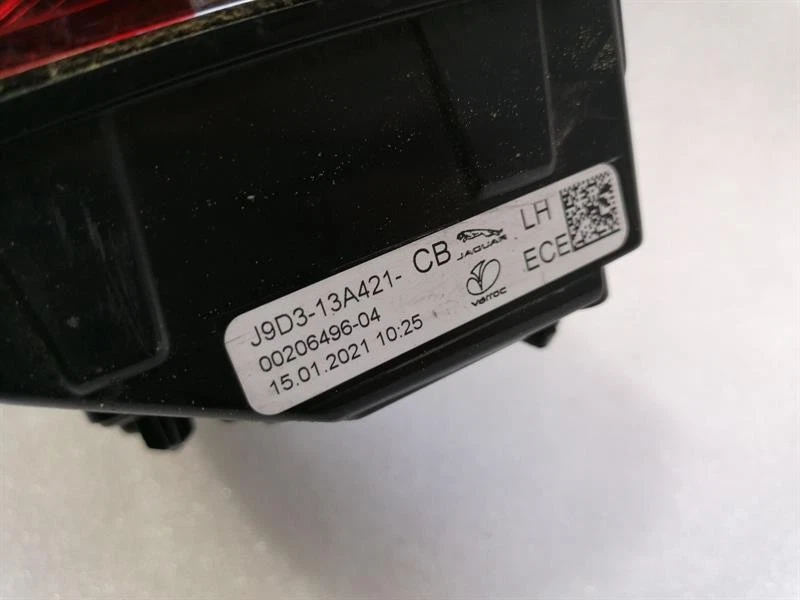 J9D3-13A421- CB JAGUAR LH
00206496-04 varroc ECE
15.01.2021 10:25